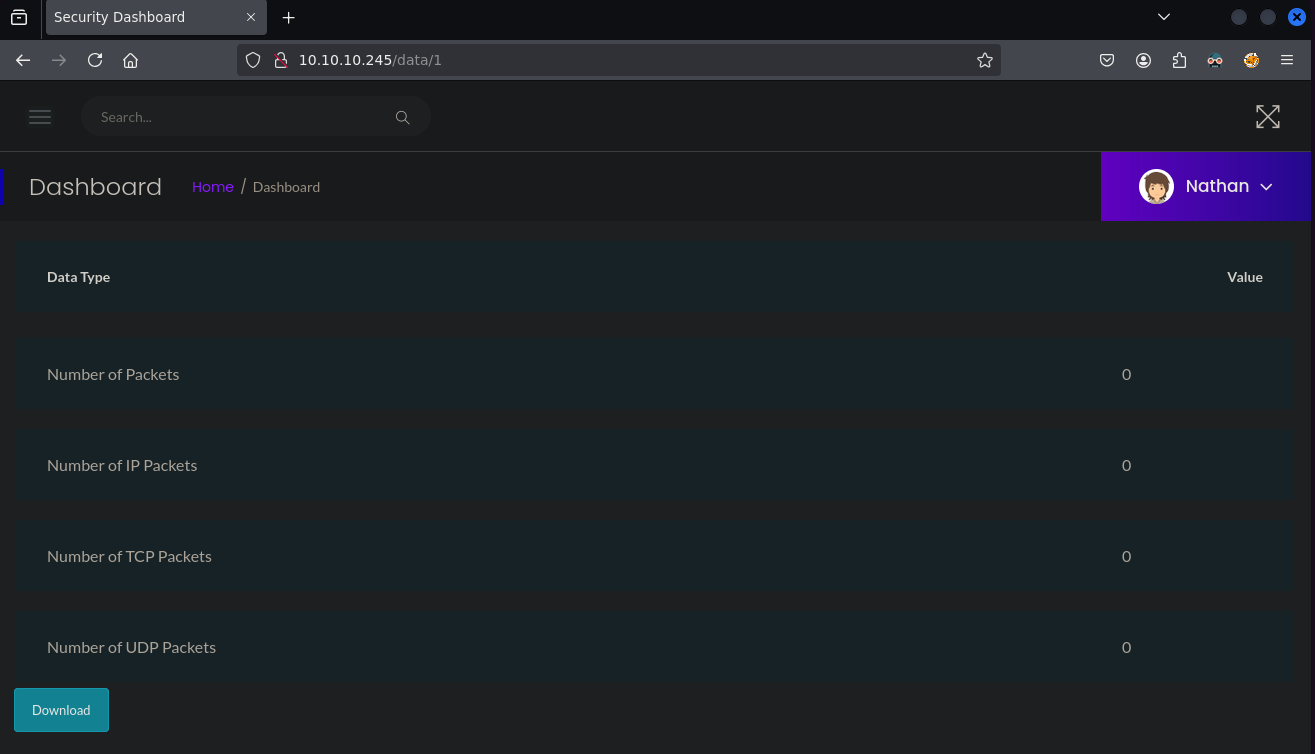 Security Dashboard
10.10.10.245/data/1
Search...
Dashboard Home / Dashboard Nathan
Data Type Value
Number of Packets 0
Number of IP Packets 0
Number of TCP Packets 0
Number of UDP Packets 0
Download